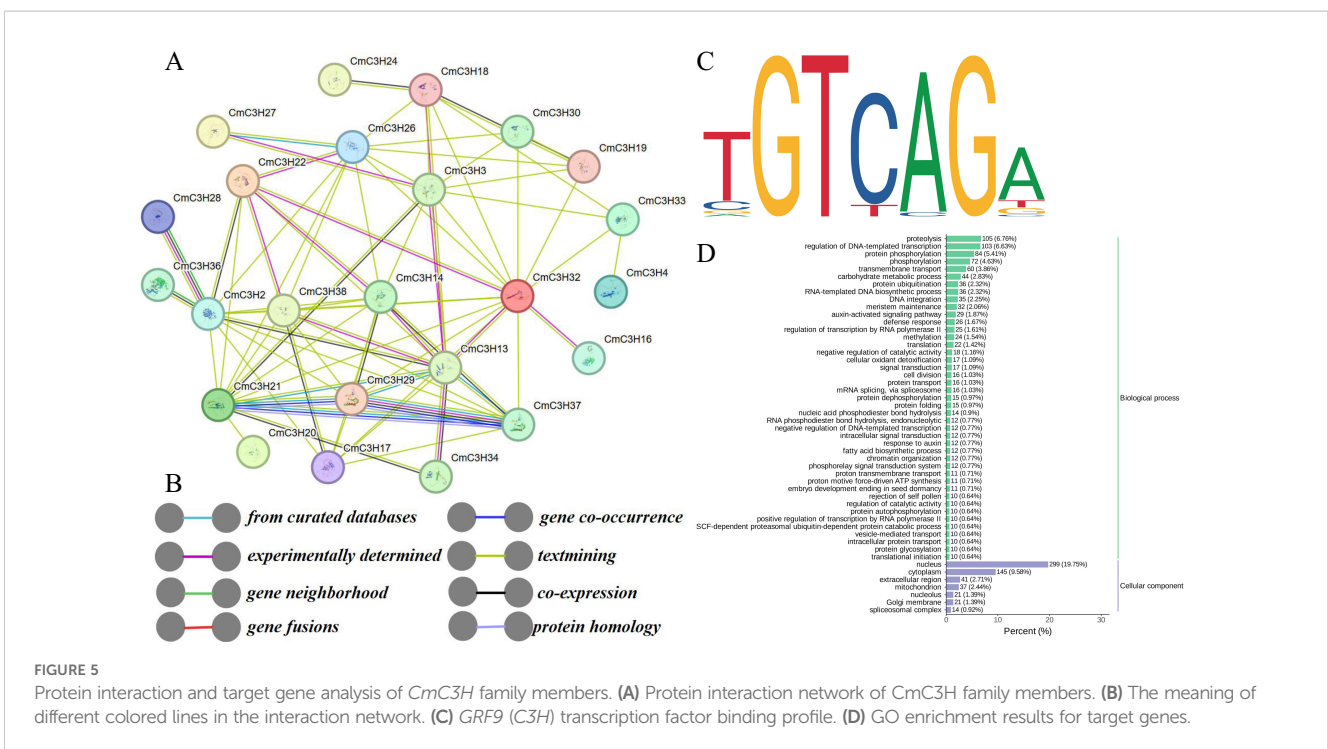 A
CmC3H24
CmC3H18
CmC3H27
CmC3H30
CmC3H26
CmC3H19
CmC3H22
CmC3H3
CmC3H28
CmC3H33
CmC3H36
CmC3H4
CmC3H2
CmC3H38
CmC3H14
CmC3H32
CmC3H16
CmC3H13
CmC3H21
CmC3H29
CmC3H37
CmC3H20
CmC3H17
CmC3H34
B
from curated databases
gene co-occurrence
experimentally determined
textmining
gene neighborhood
co-expression
gene fusions
protein homology
C
TGTCAGA
D
proteolysis 105 (6.76%)
regulation of DNA-templated transcription 103 (6.63%)
protein phosphorylation 84 (5.41%)
phosphorylation 72 (4.63%)
transmembrane transport 60 (3.86%)
carbohydrate metabolic process 44 (2.83%)
protein ubiquitination 36 (2.32%)
RNA-templated DNA biosynthetic process 36 (2.32%)
DNA integration 35 (2.25%)
meristem maintenance 32 (2.06%)
auxin-activated signaling pathway 29 (1.87%)
defense response 26 (1.67%)
regulation of transcription by RNA polymerase II 25 (1.61%)
methylation 24 (1.54%)
translation 22 (1.42%)
negative regulation of catalytic activity 18 (1.16%)
cellular oxidant detoxification 17 (1.09%)
signal transduction 17 (1.09%)
cell division 16 (1.03%)
protein transport 16 (1.03%)
mRNA splicing, via spliceosome 16 (1.03%)
protein dephosphorylation 15 (0.97%)
protein folding 15 (0.97%)
nucleic acid phosphodiester bond hydrolysis 14 (0.9%)
RNA phosphodiester bond hydrolysis, endonucleolytic 12 (0.77%)
negative regulation of DNA-templated transcription 12 (0.77%)
intracellular signal transduction 12 (0.77%)
response to auxin 12 (0.77%)
fatty acid biosynthetic process 12 (0.77%)
chromatin organization 12 (0.77%)
phosphorelay signal transduction system 12 (0.77%)
proton transmembrane transport 11 (0.71%)
proton motive force-driven ATP synthesis 11 (0.71%)
embryo development ending in seed dormancy 11 (0.71%)
rejection of self pollen 10 (0.64%)
regulation of catalytic activity 10 (0.64%)
protein autophosphorylation 10 (0.64%)
positive regulation of transcription by RNA polymerase II 10 (0.64%)
SCF-dependent proteasomal ubiquitin-dependent protein catabolic process 10 (0.64%)
vesicle-mediated transport 10 (0.64%)
intracellular protein transport 10 (0.64%)
protein glycosylation 10 (0.64%)
translational initiation 10 (0.64%)
nucleus 299 (19.75%)
cytoplasm 145 (9.58%)
extracellular region 41 (2.71%)
mitochondrion 37 (2.44%)
nucleolus 21 (1.39%)
Golgi membrane 21 (1.39%)
spliceosomal complex 14 (0.92%)
Biological process
Cellular component
0 10 20 30
Percent (%)
FIGURE 5
Protein interaction and target gene analysis of CmC3H family members. (A) Protein interaction network of CmC3H family members. (B) The meaning of
different colored lines in the interaction network. (C) GRF9 (C3H) transcription factor binding profile. (D) GO enrichment results for target genes.